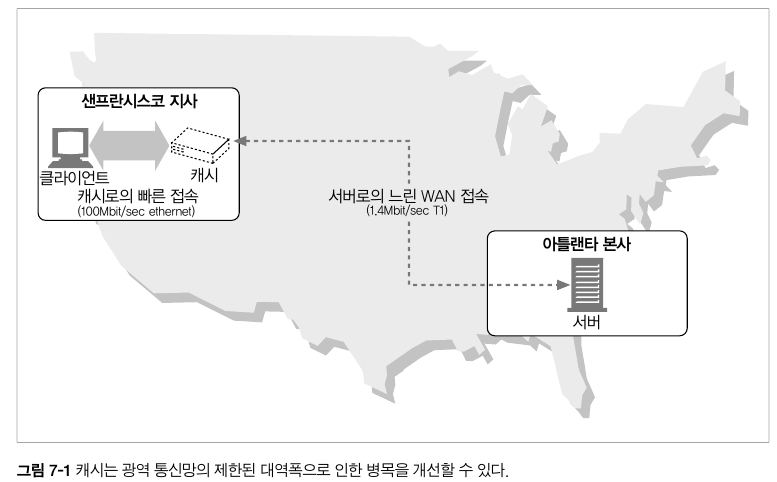 샌프란시스코 지사
클라이언트
캐시
캐시로의 빠른 접속
(100Mbit/sec ethernet)
서버로의 느린 WAN 접속
(1.4Mbit/sec T1)
아틀랜타 본사
서버
그림 7-1 캐시는 광역 통신망의 제한된 대역폭으로 인한 병목을 개선할 수 있다.